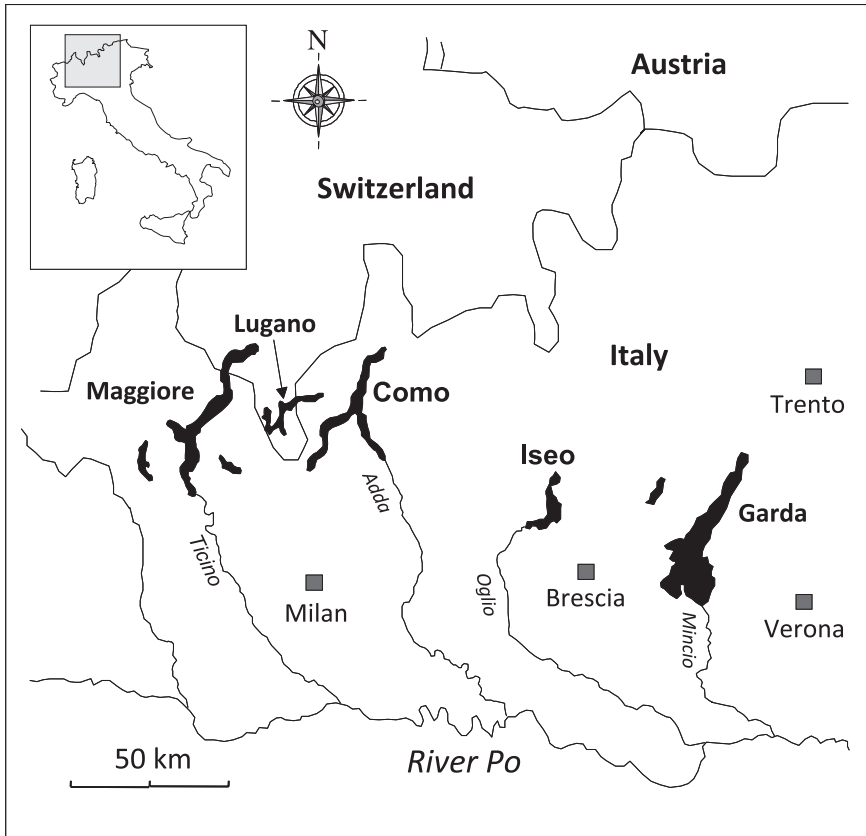 N
Austria
Switzerland
Lugano
Italy
Maggiore
Como
Trento
Iseo
Adda
Garda
Ticino
Oglio
Brescia
Milan
Mincio
Verona
50 km
River Po